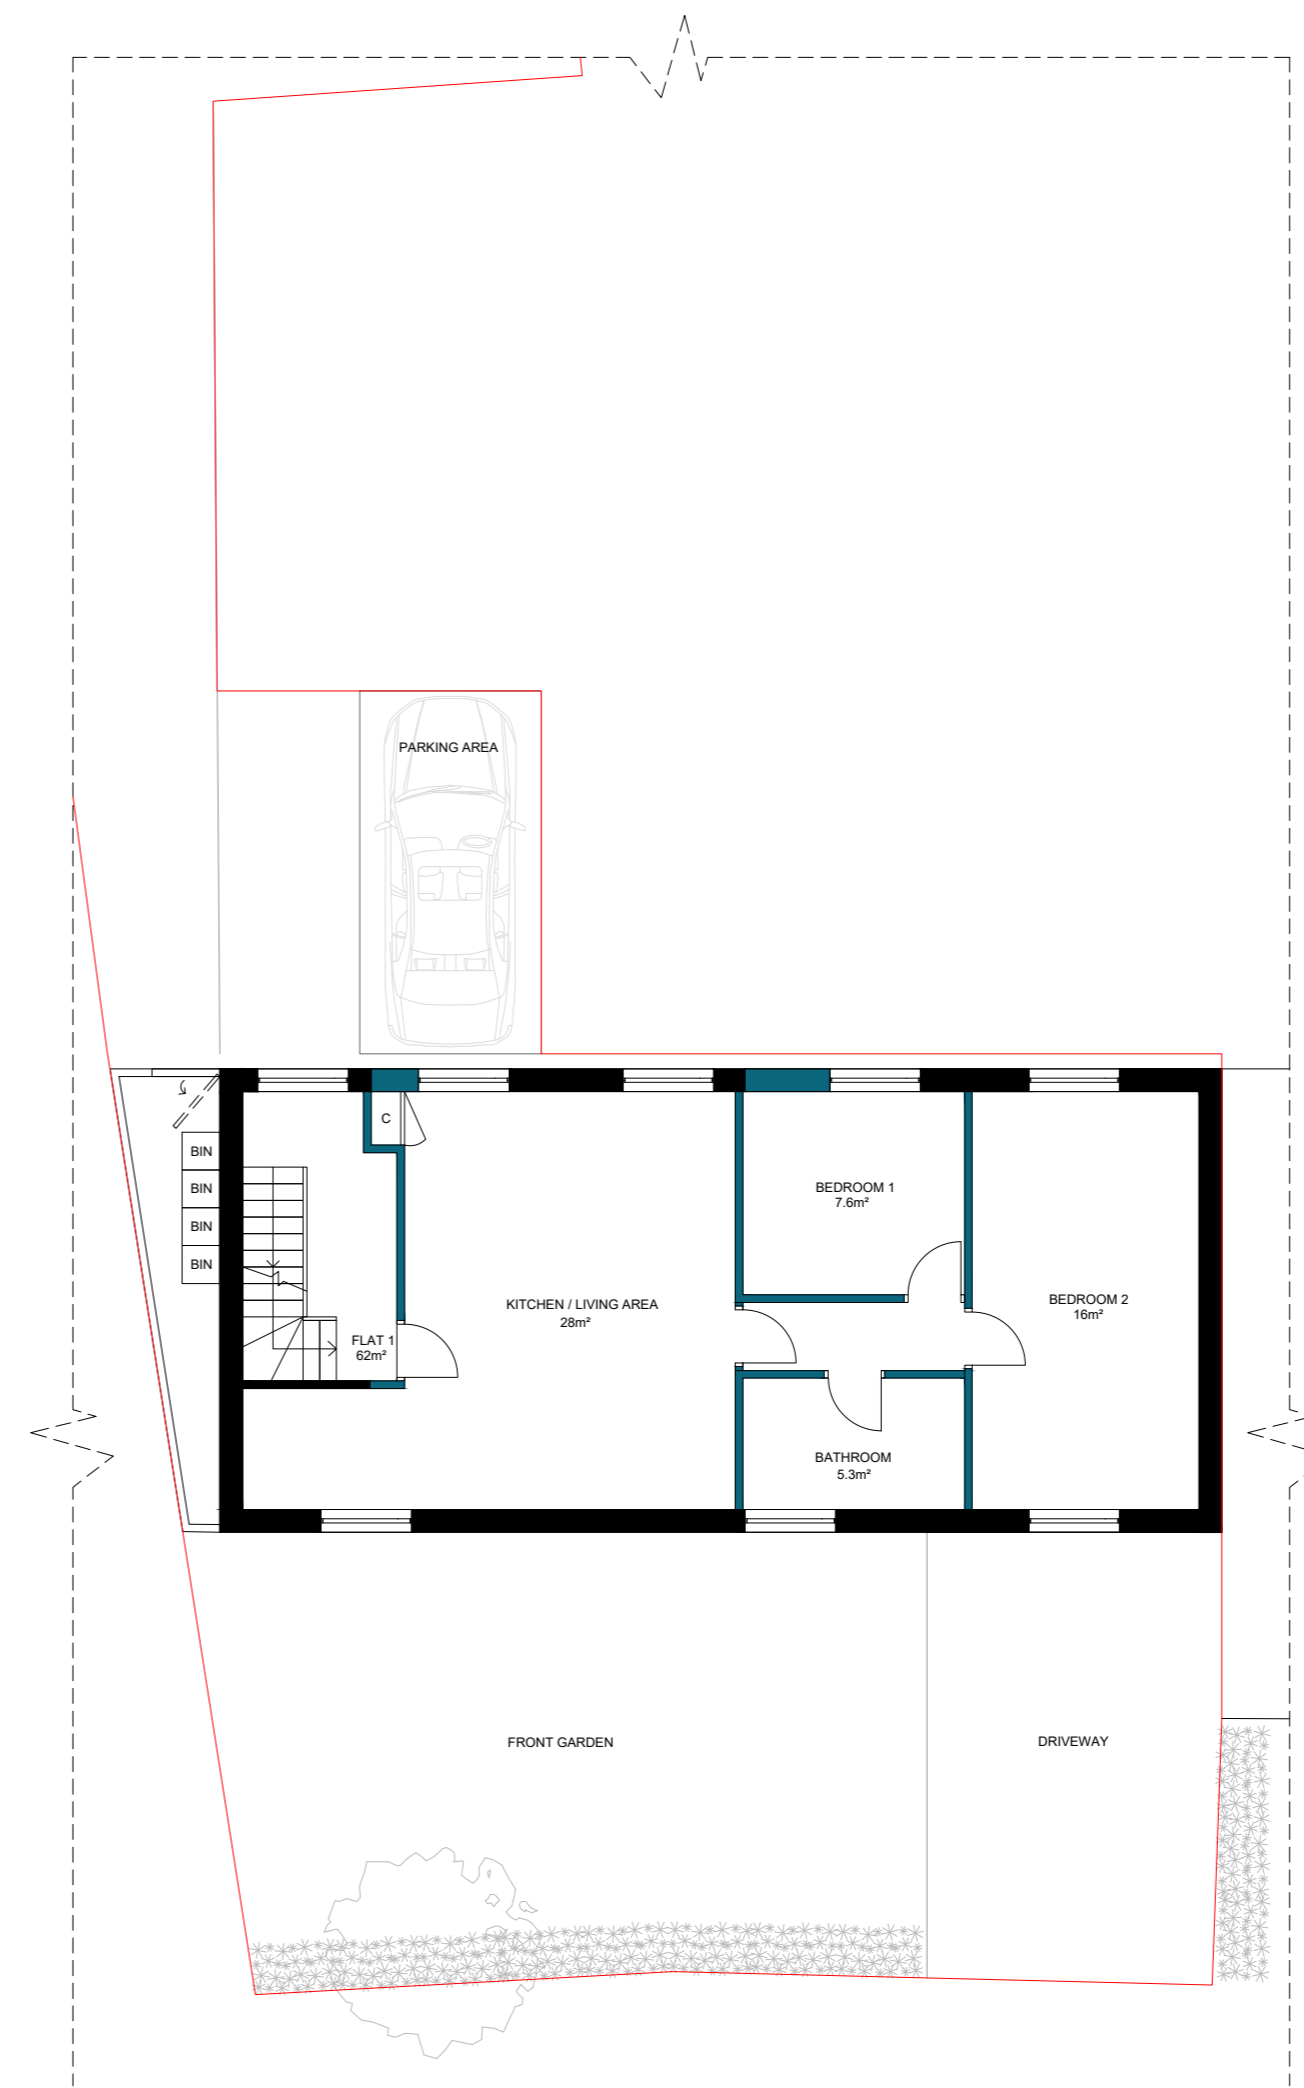 PARKING AREA
C
BIN
BIN
BIN
BIN
BEDROOM 1
7.6m²
KITCHEN / LIVING AREA
28m²
BEDROOM 2
16m²
FLAT 1
62m²
BATHROOM
5.3m²
FRONT GARDEN
DRIVEWAY